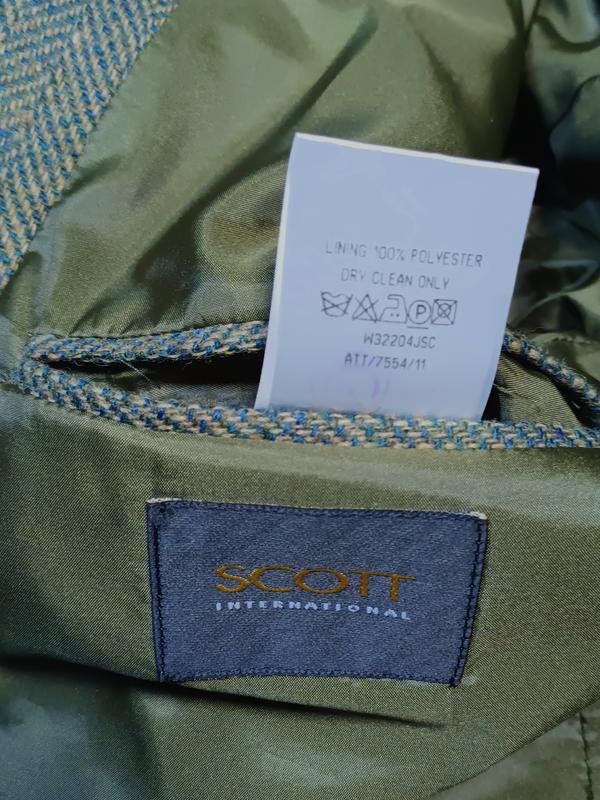 LINING 100% POLYESTER
DRY CLEAN ONLY
P
W32204JSC
ATT/7554/11
SCOTT
INTERNATIONAL